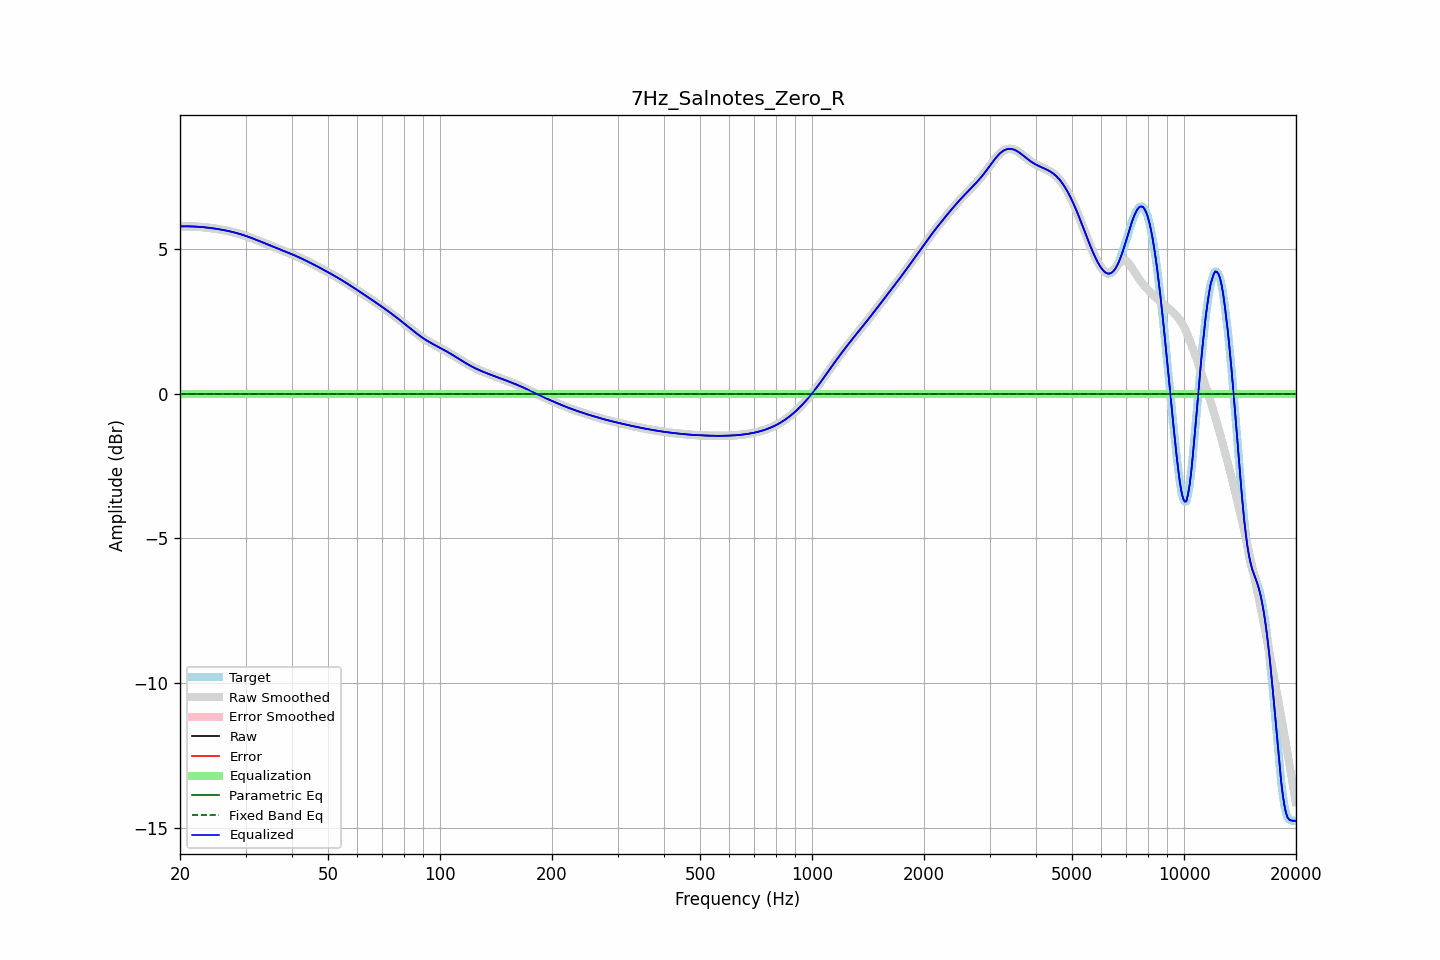 7Hz_Salnotes_Zero_R
Amplitude (dBr)
5
0
−5
−10
−15
Target
Raw Smoothed
Error Smoothed
Raw
Error
Equalization
Parametric Eq
Fixed Band Eq
Equalized
20 50 100 200 500 1000 2000 5000 10000 20000
Frequency (Hz)